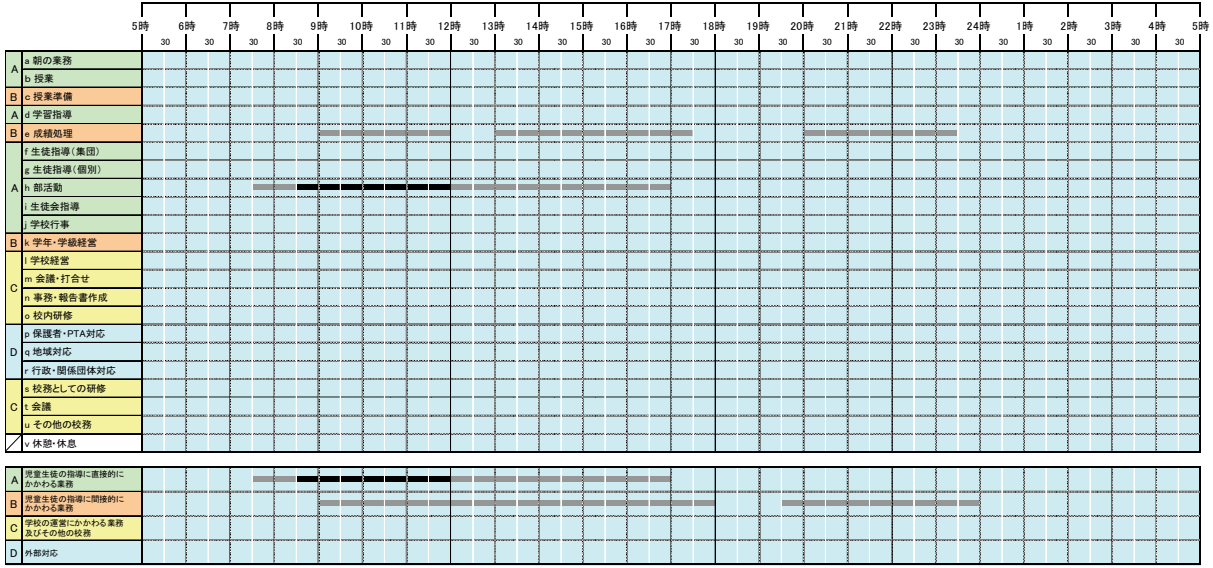 5時 6時 7時 8時 9時 10時 11時 12時 13時 14時 15時 16時 17時 18時 19時 20時 21時 22時 23時 24時 1時 2時 3時 4時 5時
30 30 30 30 30 30 30 30 30 30 30 30 30 30 30 30 30 30 30 30 30 30 30 30
A
a 朝の業務
b 授業
B c 授業準備
A d 学習指導
B e 成績処理
A
f 生徒指導(集団)
g 生徒指導(個別)
h 部活動
i 生徒会指導
j 学校行事
B k 学年・学級経営
C
l 学校経営
m 会議・打合せ
n 事務・報告書作成
o 校内研修
D
p 保護者・PTA対応
q 地域対応
r 行政・関係団体対応
C
s 校務としての研修
t 会議
u その他の校務
v 休憩・休息
A 児童生徒の指導に直接的に
かかわる業務
B 児童生徒の指導に間接的に
かかわる業務
C 学校の運営にかかわる業務
及びその他の校務
D 外部対応